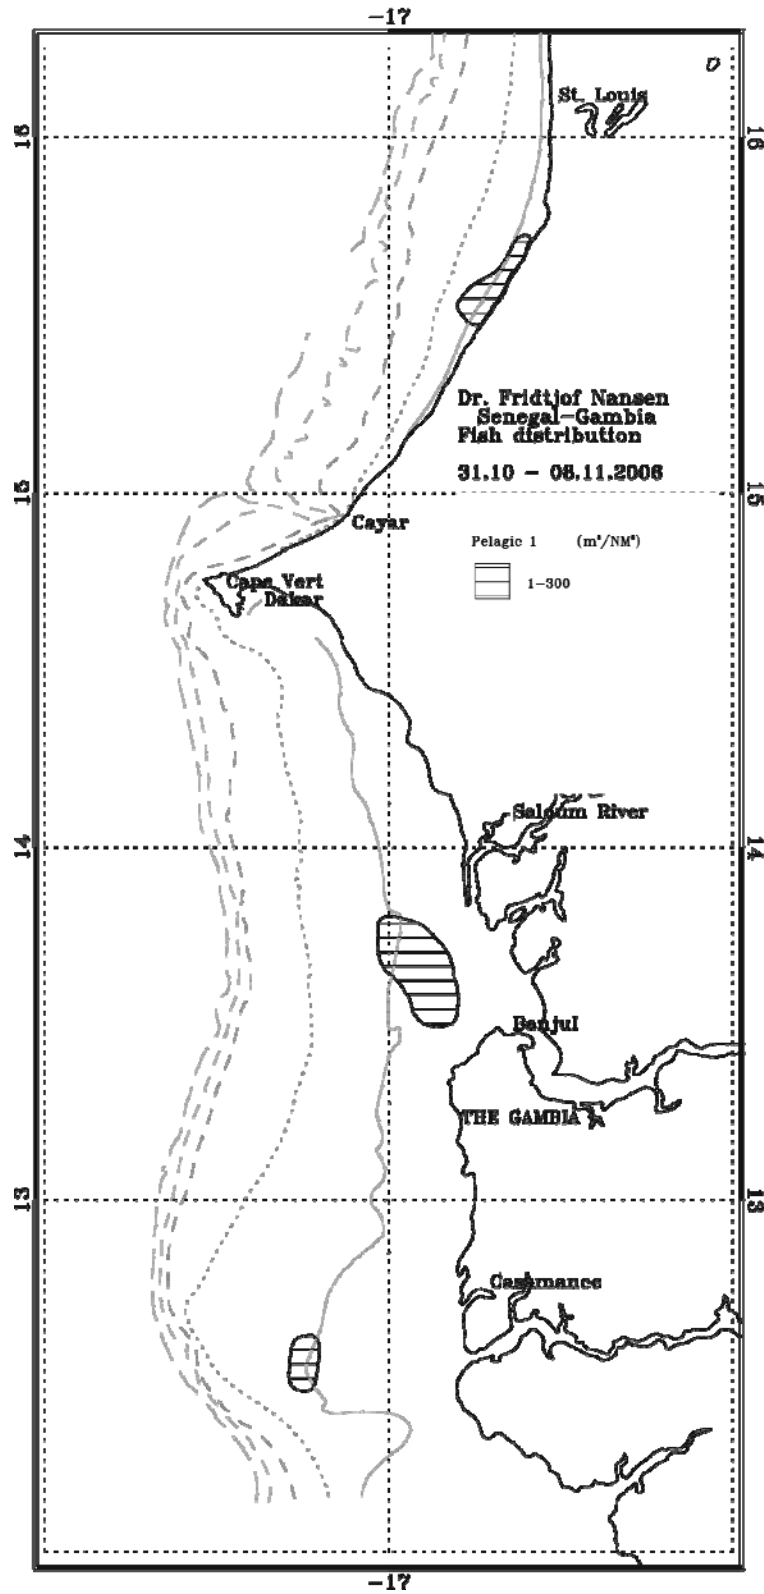 -17
St. Louis
16
16
Dr. Fridtjof Nansen
Senegal-Gambia
Fish distribution
31.10 - 08.11.2006
15
15
Cayar
Pelagic 1 (m²/NM²)
1-300
Cape Vert
Dakar
Saloum River
14
14
Banjul
THE GAMBIA
13
13
Casamance
-17